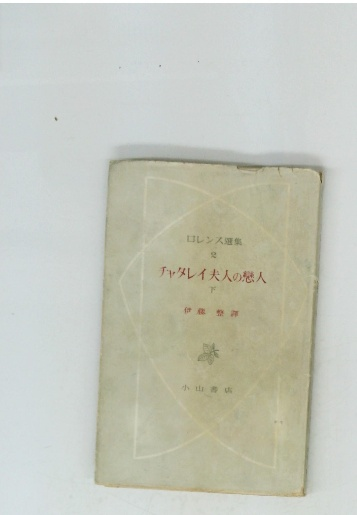 ロレンス選集
2
チャタレイ夫人の戀人
下
伊藤 整 譯
小山書店